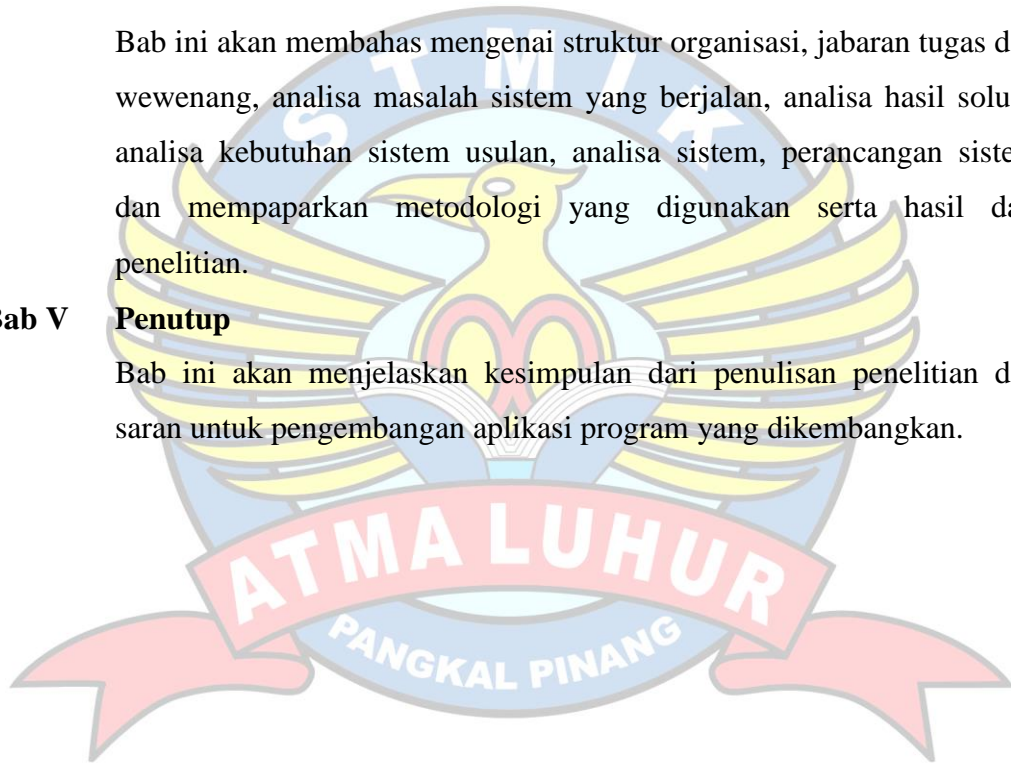 STMIK
Bab ini akan membahas mengenai struktur organisasi, jabaran tugas d
wewenang, analisa masalah sistem yang berjalan, analisa hasil solu
analisa kebutuhan sistem usulan, analisa sistem, perancangan siste
dan mempaparkan metodologi yang digunakan serta hasil da
penelitian.
Bab V Penutup
Bab ini akan menjelaskan kesimpulan dari penulisan penelitian d
saran untuk pengembangan aplikasi program yang dikembangkan.
ATMA LUHUR
PANGKAL PINANG